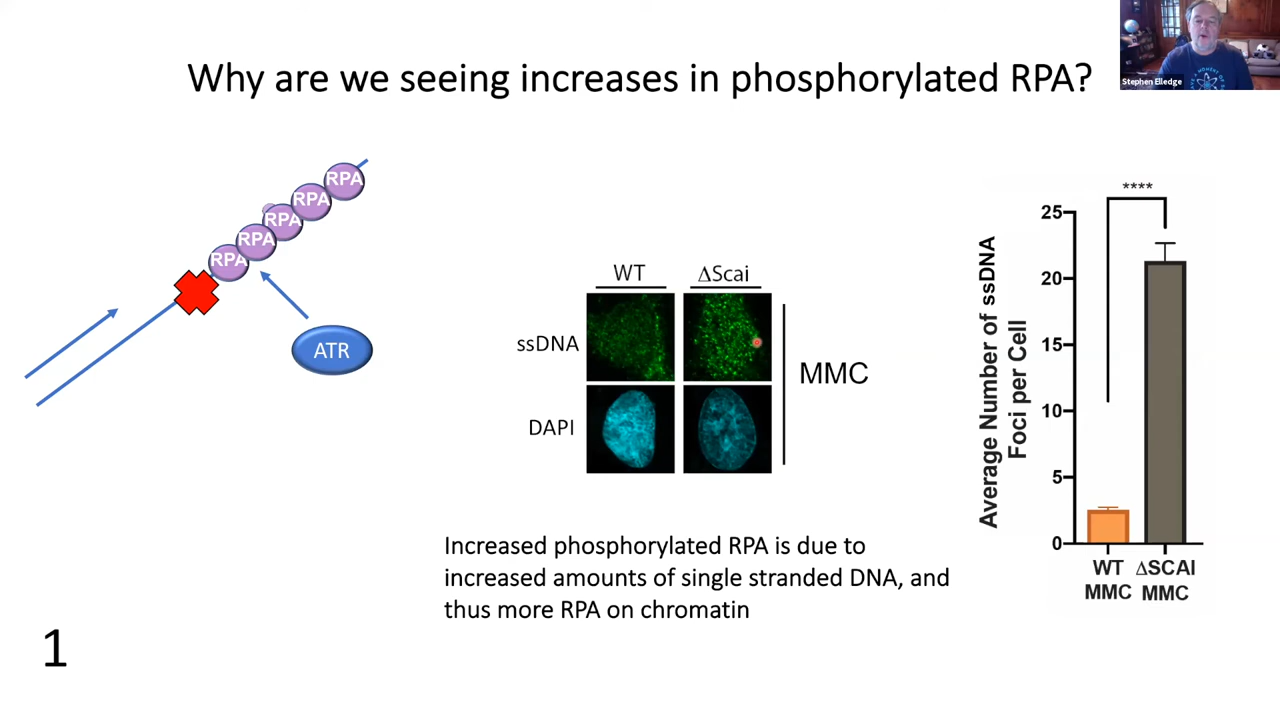 Why are we seeing increases in phosphorylated RPA?
Stephen Elledge
RPA
RPA
RPA
RPA
RPA
ATR
WT ΔScai
ssDNA
DAPI
MMC
Increased phosphorylated RPA is due to
increased amounts of single stranded DNA, and
thus more RPA on chromatin
****
Average Number of ssDNA
Foci per Cell
25
20
15
10
5
0
WT ΔSCAI
MMC MMC
1